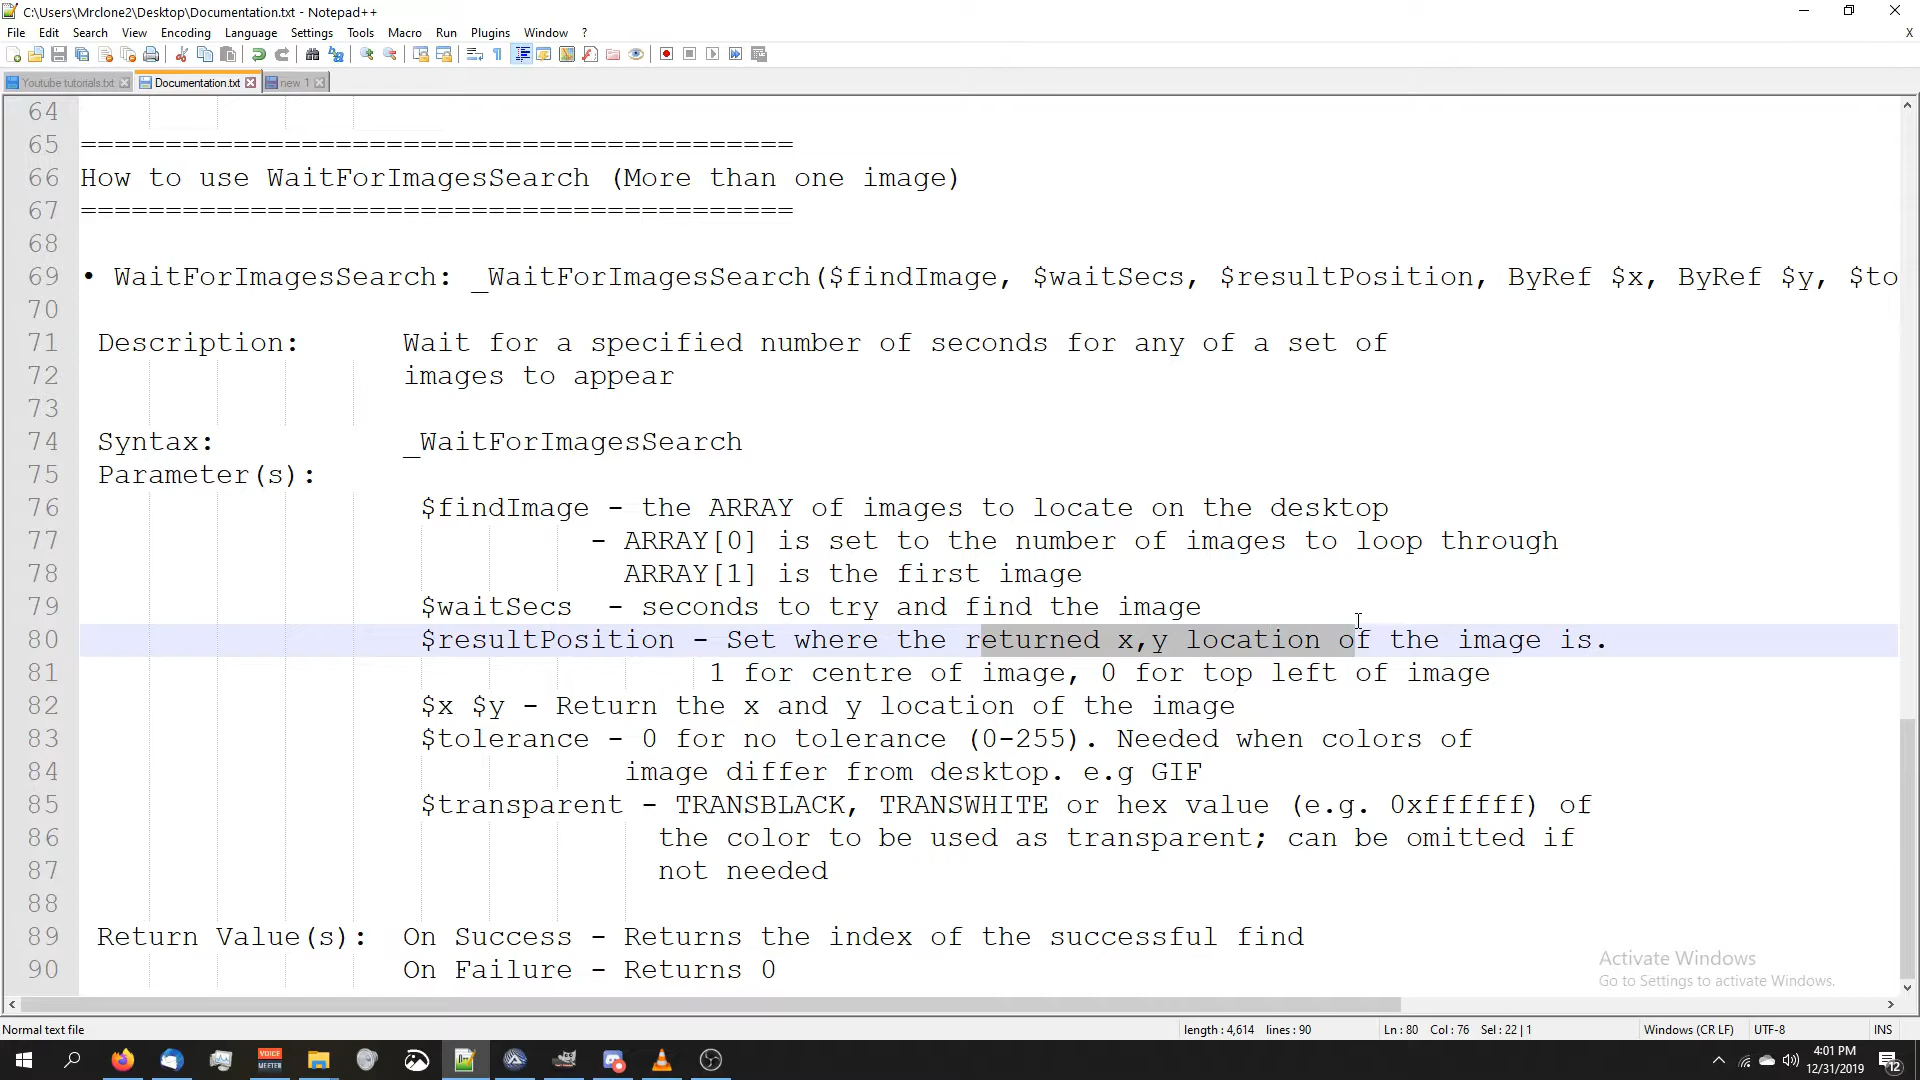 C:\Users\Mrclone2\Desktop\Documentation.txt - Notepad++
File Edit Search View Encoding Language Settings Tools Macro Run Plugins Window ? X
Youtube tutorials.txt Documentation.txt new 1
64
65 ==========================================
66 How to use WaitForImagesSearch (More than one image)
67 ==========================================
68
69 • WaitForImagesSearch: _WaitForImagesSearch($findImage, $waitSecs, $resultPosition, ByRef $x, ByRef $y, $to
70
71 Description: Wait for a specified number of seconds for any of a set of
72 images to appear
73
74 Syntax: _WaitForImagesSearch
75 Parameter(s):
76 $findImage - the ARRAY of images to locate on the desktop
77 - ARRAY[0] is set to the number of images to loop through
78 ARRAY[1] is the first image
79 $waitSecs - seconds to try and find the image
80 $resultPosition - Set where the returned x,y location of the image is.
81 1 for centre of image, 0 for top left of image
82 $x $y - Return the x and y location of the image
83 $tolerance - 0 for no tolerance (0-255). Needed when colors of
84 image differ from desktop. e.g GIF
85 $transparent - TRANSBLACK, TRANSWHITE or hex value (e.g. 0xffffff) of
86 the color to be used as transparent; can be omitted if
87 not needed
88
89 Return Value(s): On Success - Returns the index of the successful find
90 On Failure - Returns 0
Activate Windows
Go to Settings to activate Windows.
Normal text file length : 4,614 lines : 90 Ln : 80 Col : 76 Sel : 22 | 1 Windows (CR LF) UTF-8 INS
VOICE
MEETER
4:01 PM
12/31/2019
12